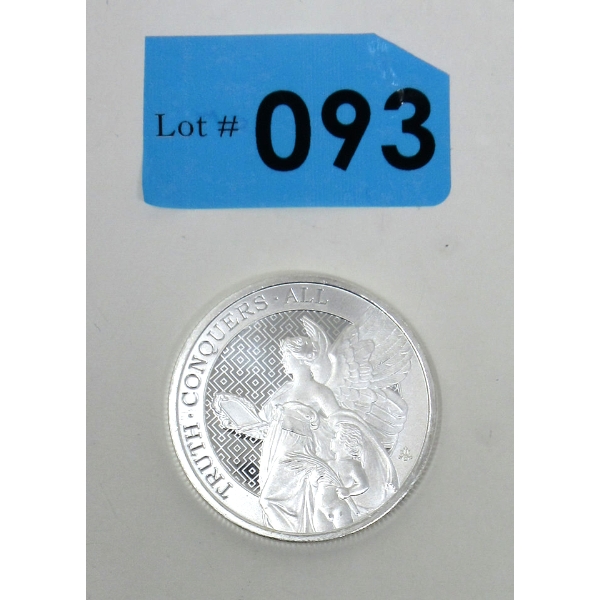 Lot # 093
TRUTH · CONQUERS · ALL